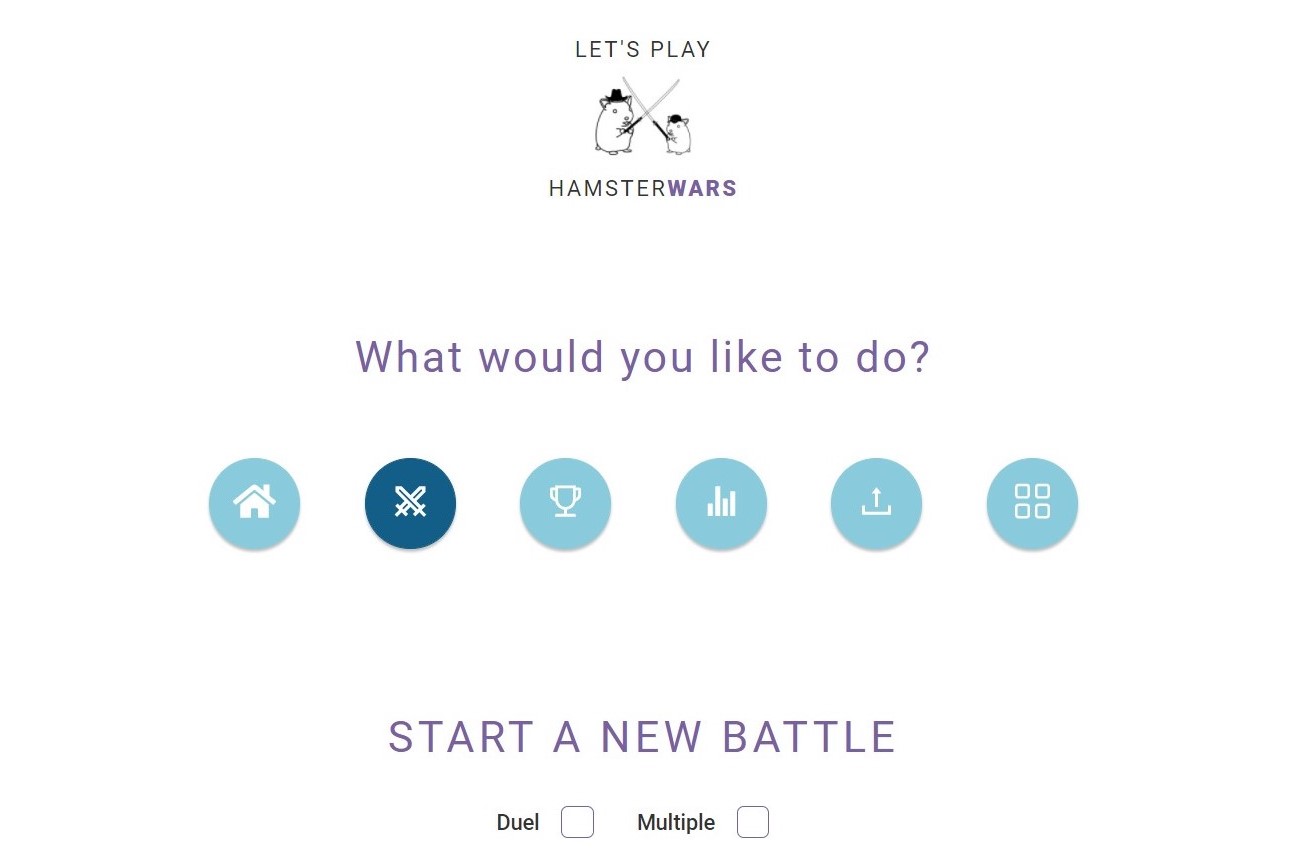 LET'S PLAY
HAMSTERWARS
What would you like to do?
START A NEW BATTLE
Duel Multiple